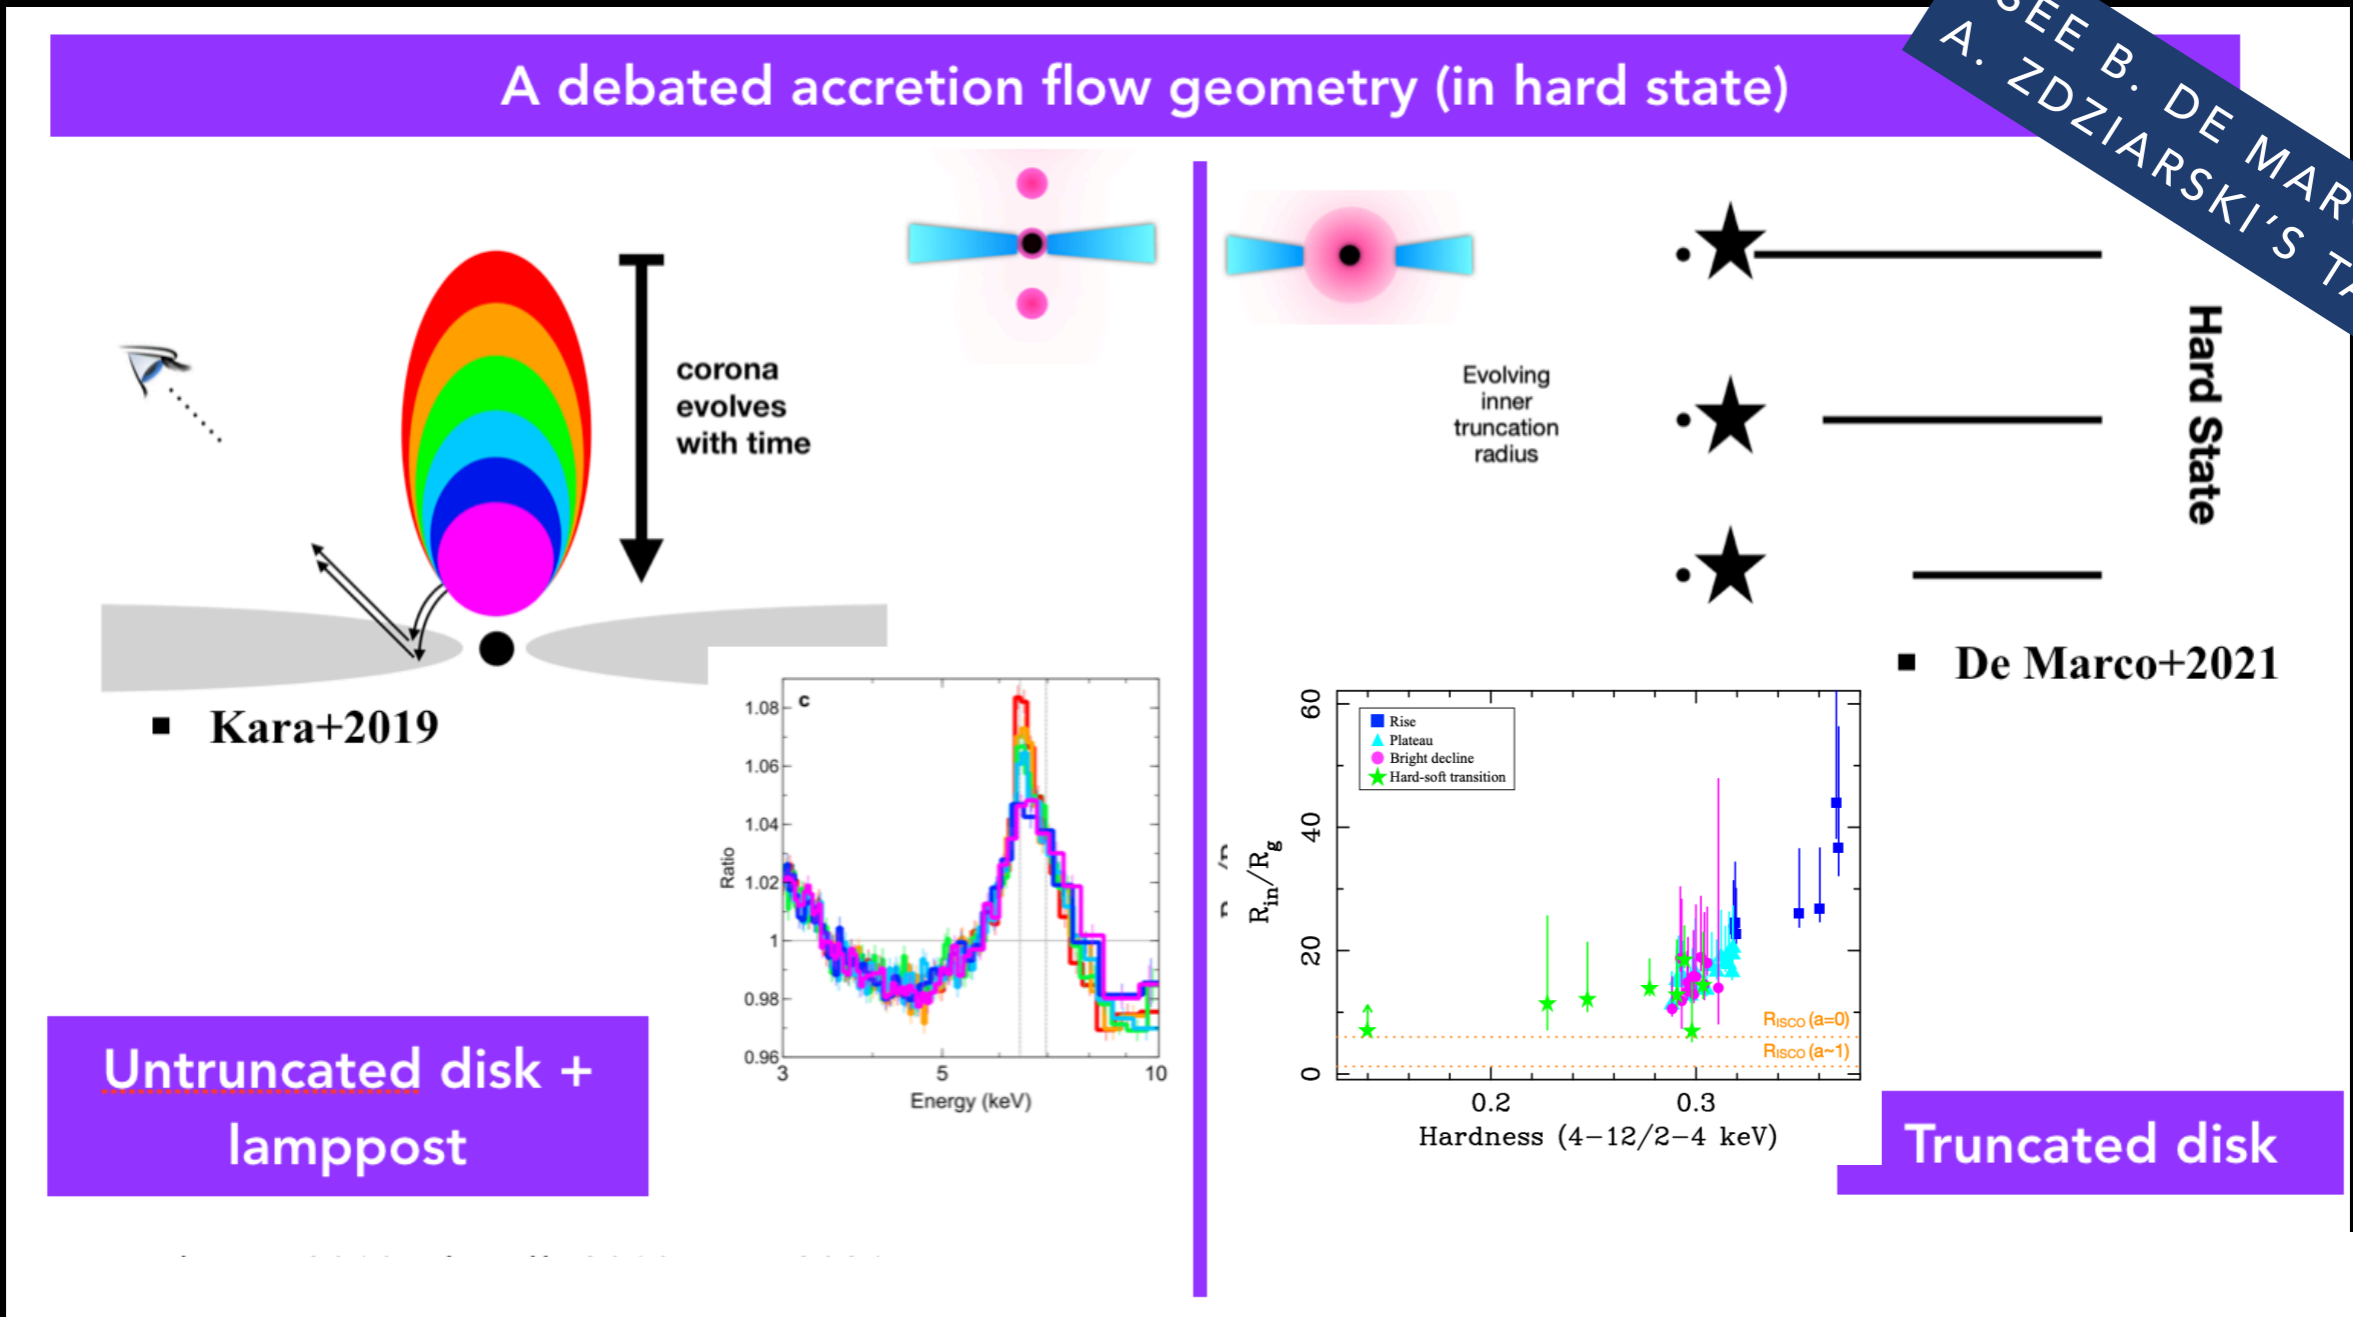 A debated accretion flow geometry (in hard state)
SEE B. DE MAR
A. ZDZIARSKI'S TA
corona
evolves
with time
■ Kara+2019
c
1.08
1.06
1.04
1.02
1
0.98
0.96
Ratio
3 5 10
Energy (keV)
Untruncated disk +
lamppost
Evolving
inner
truncation
radius
Hard State
■ De Marco+2021
Rise
Plateau
Bright decline
Hard-soft transition
60
40
20
0
Rin/Rg
RISCO (a=0)
RISCO (a~1)
0.2 0.3
Hardness (4-12/2-4 keV)
Truncated disk